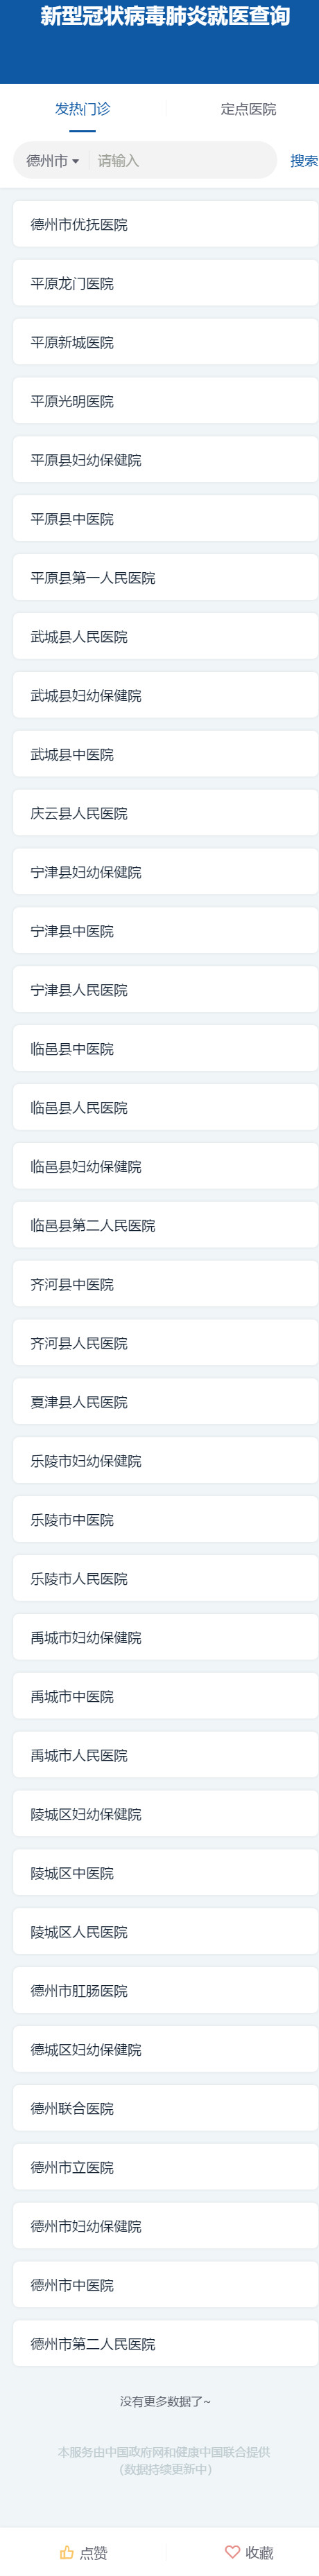 新型冠状病毒肺炎就医查询
发热门诊 定点医院
德州市 请输入 搜索
德州市优抚医院
平原龙门医院
平原新城医院
平原光明医院
平原县妇幼保健院
平原县中医院
平原县第一人民医院
武城县人民医院
武城县妇幼保健院
武城县中医院
庆云县人民医院
宁津县妇幼保健院
宁津县中医院
宁津县人民医院
临邑县中医院
临邑县人民医院
临邑县妇幼保健院
临邑县第二人民医院
齐河县中医院
齐河县人民医院
夏津县人民医院
乐陵市妇幼保健院
乐陵市中医院
乐陵市人民医院
禹城市妇幼保健院
禹城市中医院
禹城市人民医院
陵城区妇幼保健院
陵城区中医院
陵城区人民医院
德州市肛肠医院
德城区妇幼保健院
德州联合医院
德州市立医院
德州市妇幼保健院
德州市中医院
德州市第二人民医院
没有更多数据了~
本服务由中国政府网和健康中国联合提供
（数据持续更新中）
点赞 收藏